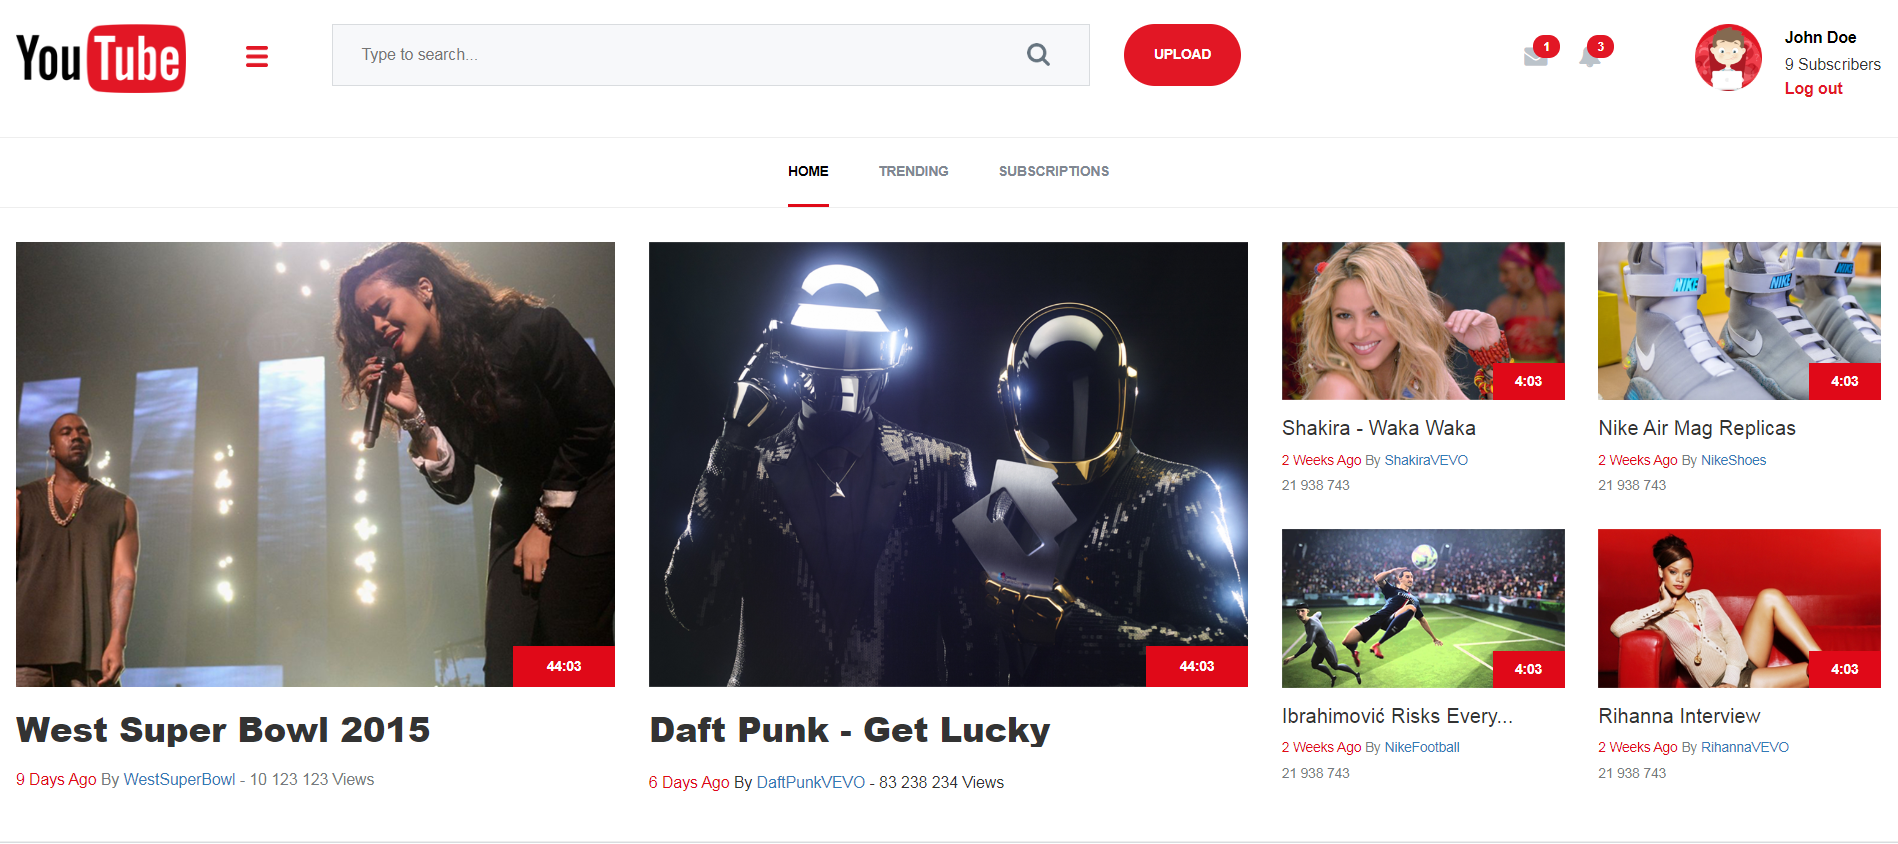 YouTube
Type to search...
UPLOAD
1
3
John Doe
9 Subscribers
Log out
HOME
TRENDING
SUBSCRIPTIONS
44:03
West Super Bowl 2015
9 Days Ago By WestSuperBowl - 10 123 123 Views
44:03
Daft Punk - Get Lucky
6 Days Ago By DaftPunkVEVO - 83 238 234 Views
4:03
Shakira - Waka Waka
2 Weeks Ago By ShakiraVEVO
21 938 743
NIKE
NIKE
NIKE
4:03
Nike Air Mag Replicas
2 Weeks Ago By NikeShoes
21 938 743
4:03
Ibrahimović Risks Every...
2 Weeks Ago By NikeFootball
21 938 743
4:03
Rihanna Interview
2 Weeks Ago By RihannaVEVO
21 938 743